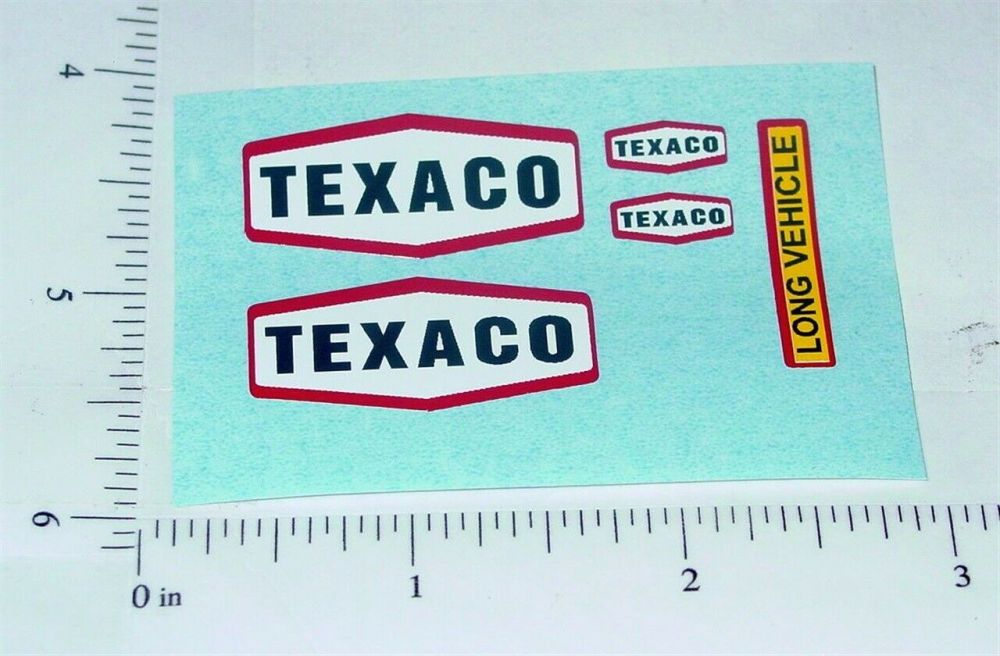 TEXACO
TEXACO
TEXACO
TEXACO
LONG VEHICLE
4
5
6
0 in
1
2
3